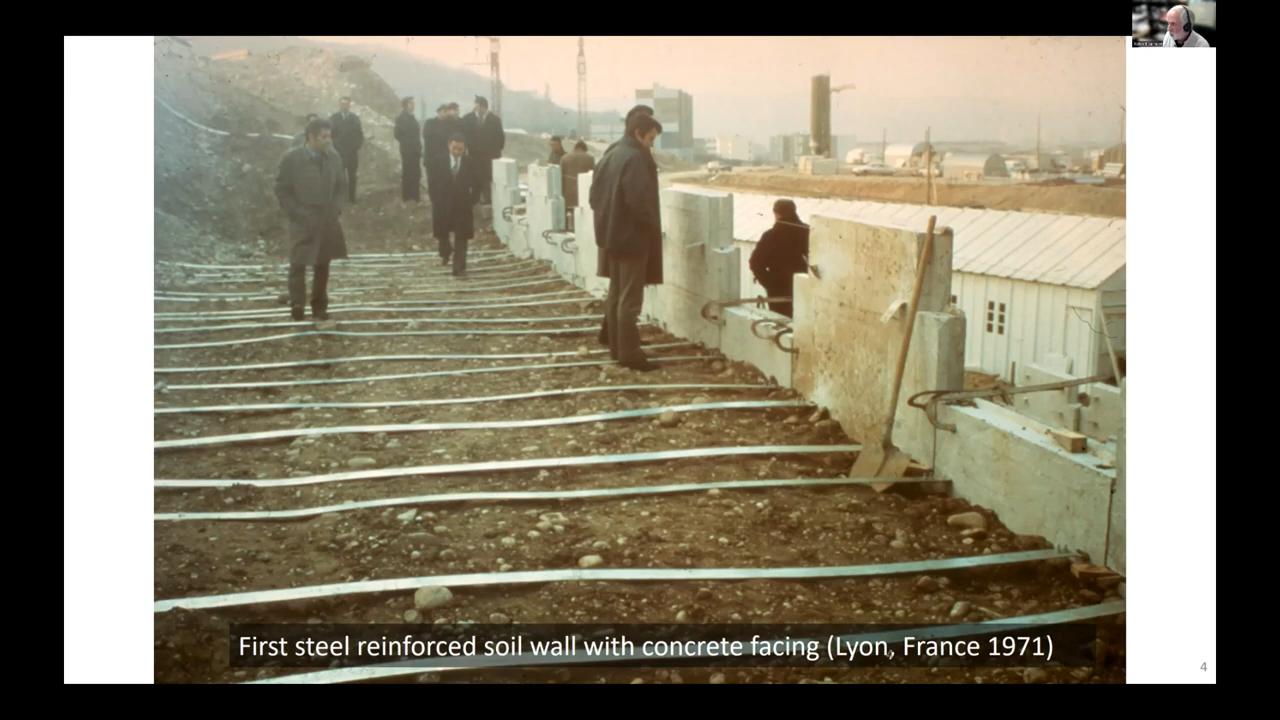 First steel reinforced soil wall with concrete facing (Lyon, France 1971)
4